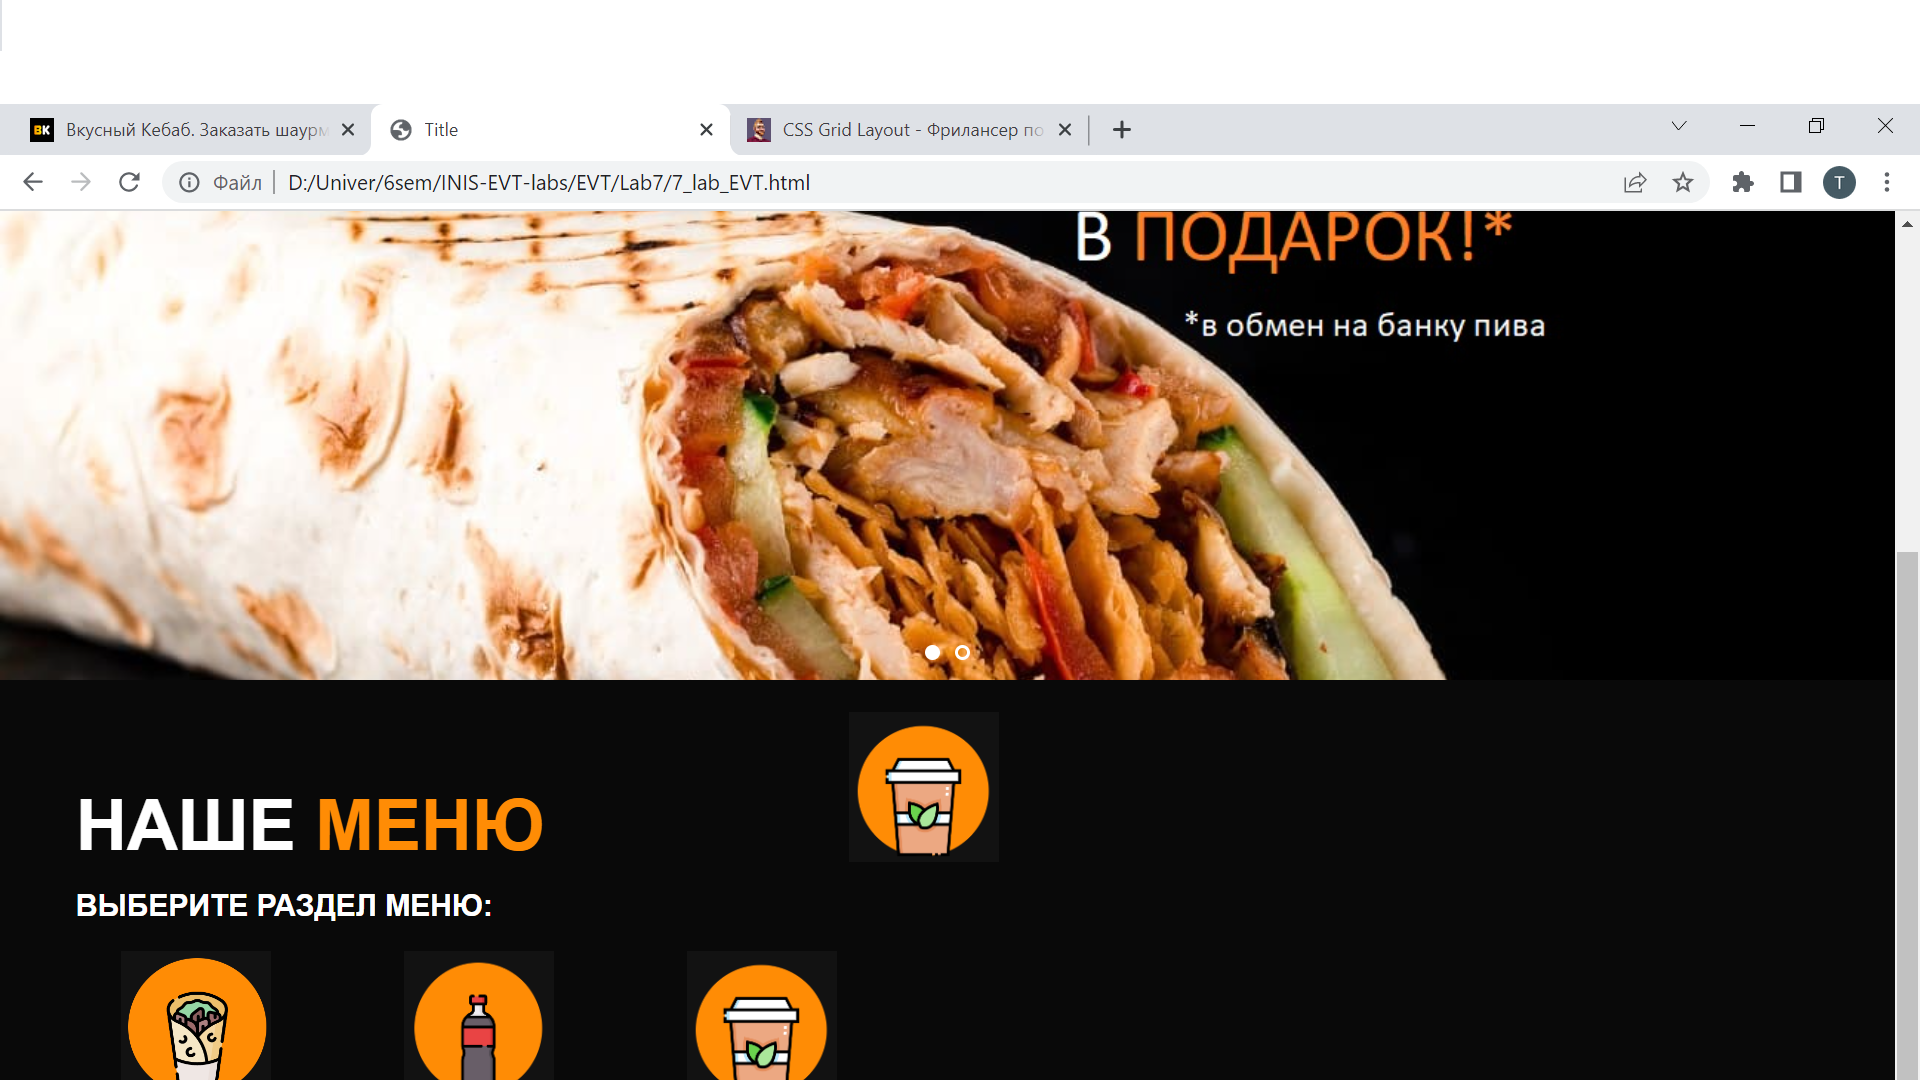 BK Вкусный Кебаб. Заказать шаурм
Title
CSS Grid Layout - Фрилансер по
Файл D:/Univer/6sem/INIS-EVT-labs/EVT/Lab7/7_lab_EVT.html
T
В ПОДАРОК!*
*в обмен на банку пива
НАШЕ МЕНЮ
ВЫБЕРИТЕ РАЗДЕЛ МЕНЮ: